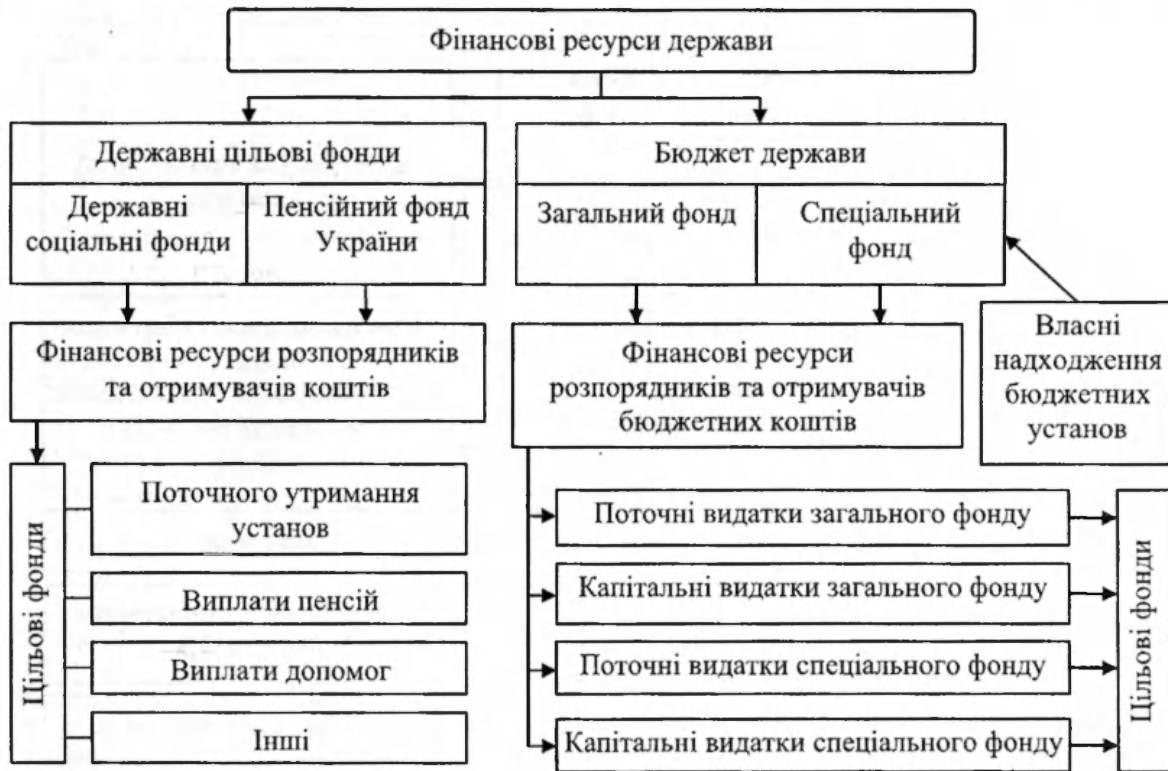 Фінансові ресурси держави
Державні цільові фонди
Бюджет держави
Державні
соціальні фонди
Пенсійний фонд
України
Загальний фонд
Спеціальний
фонд
Власні
надходження
бюджетних
установ
Фінансові ресурси розпорядників
та отримувачів коштів
Фінансові ресурси
розпорядників та отримувачів
бюджетних коштів
Цільові фонди
Поточного утримання
установ
Виплати пенсій
Виплати допомог
Інші
Поточні видатки загального фонду
Капітальні видатки загального фонду
Поточні видатки спеціального фонду
Капітальні видатки спеціального фонду
Цільові фонди